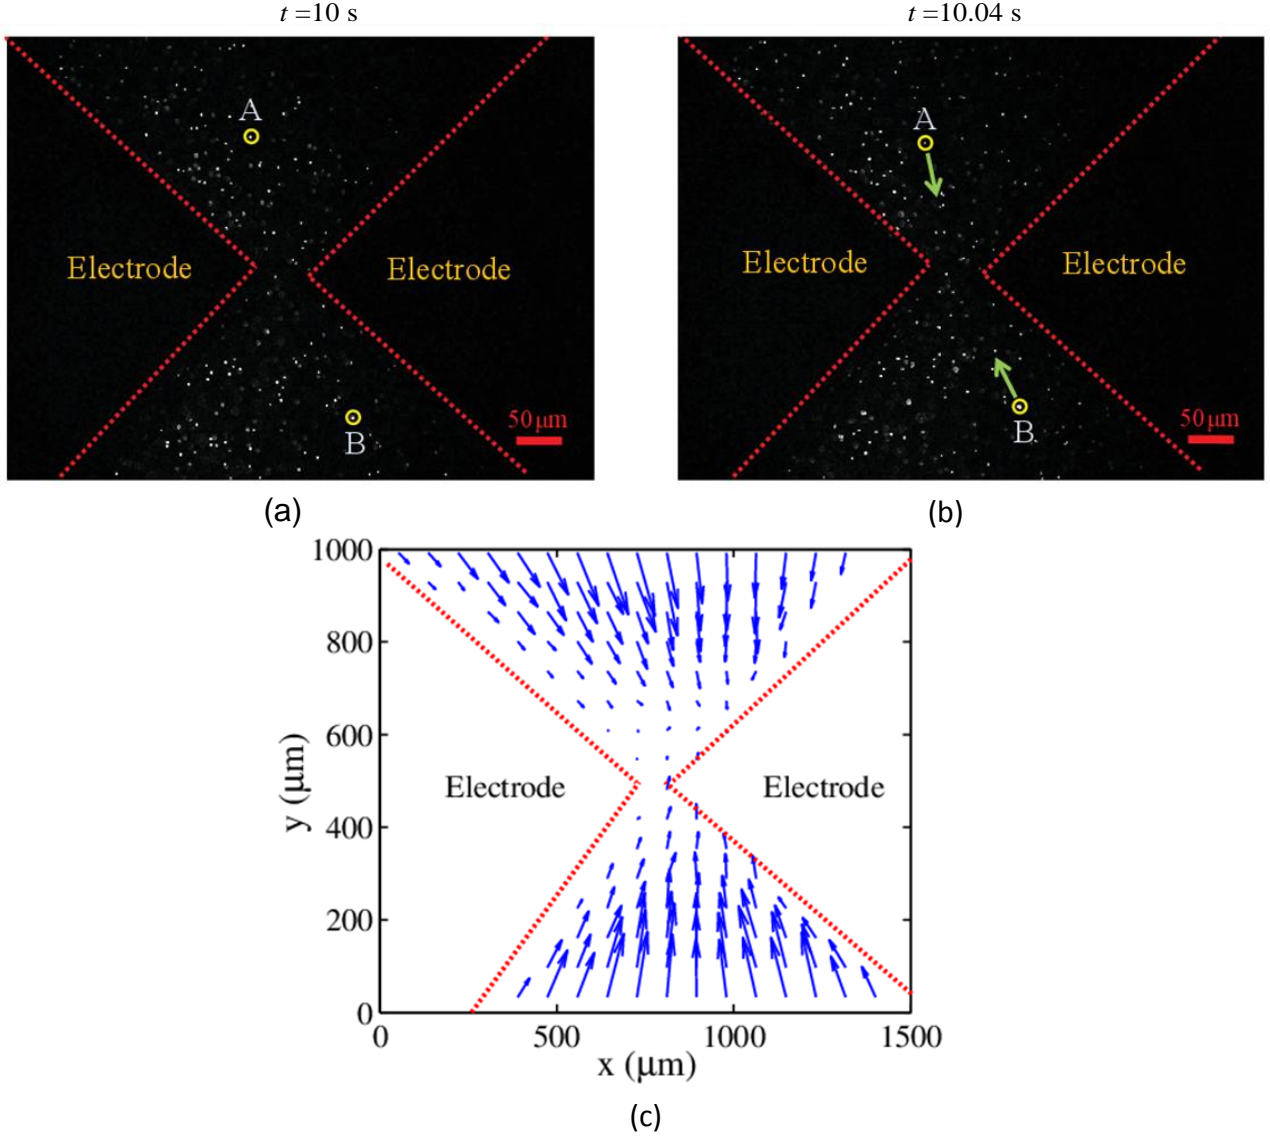 t =10 s
t =10.04 s
A
Electrode
Electrode
50 μm
B
A
Electrode
Electrode
50 μm
B
(a)
(b)
1000
800
600
400
200
0
y (μm)
Electrode
Electrode
0
500
1000
1500
x (μm)
(c)